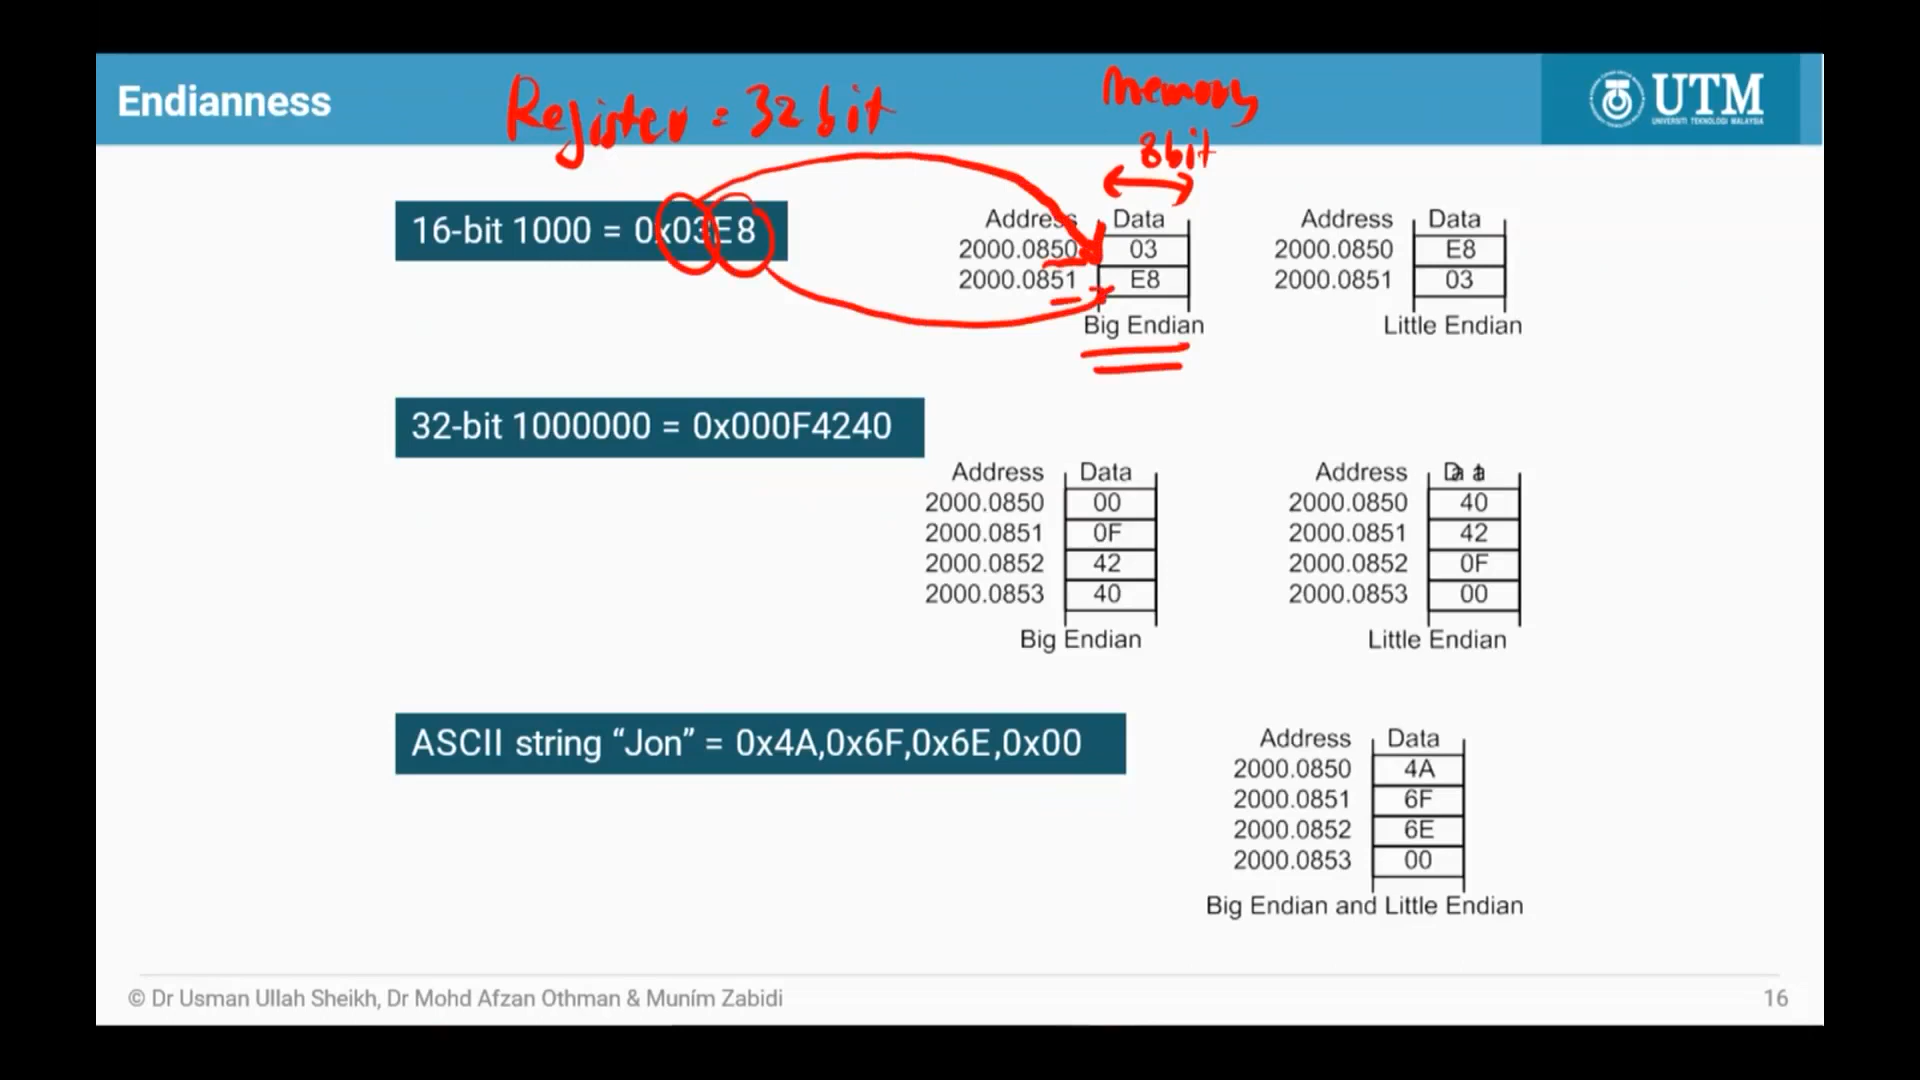 Endianness
Register = 32 bit
Memory
8bit
UTM
UNIVERSITI TEKNOLOGI MALAYSIA
16-bit 1000 = 0x03E8
Address Data
2000.0850 03
2000.0851 E8
Big Endian
Address Data
2000.0850 E8
2000.0851 03
Little Endian
32-bit 1000000 = 0x000F4240
Address Data
2000.0850 00
2000.0851 0F
2000.0852 42
2000.0853 40
Big Endian
Address Data
2000.0850 40
2000.0851 42
2000.0852 0F
2000.0853 00
Little Endian
ASCII string “Jon” = 0x4A,0x6F,0x6E,0x00
Address Data
2000.0850 4A
2000.0851 6F
2000.0852 6E
2000.0853 00
Big Endian and Little Endian
© Dr Usman Ullah Sheikh, Dr Mohd Afzan Othman & Muním Zabidi
16